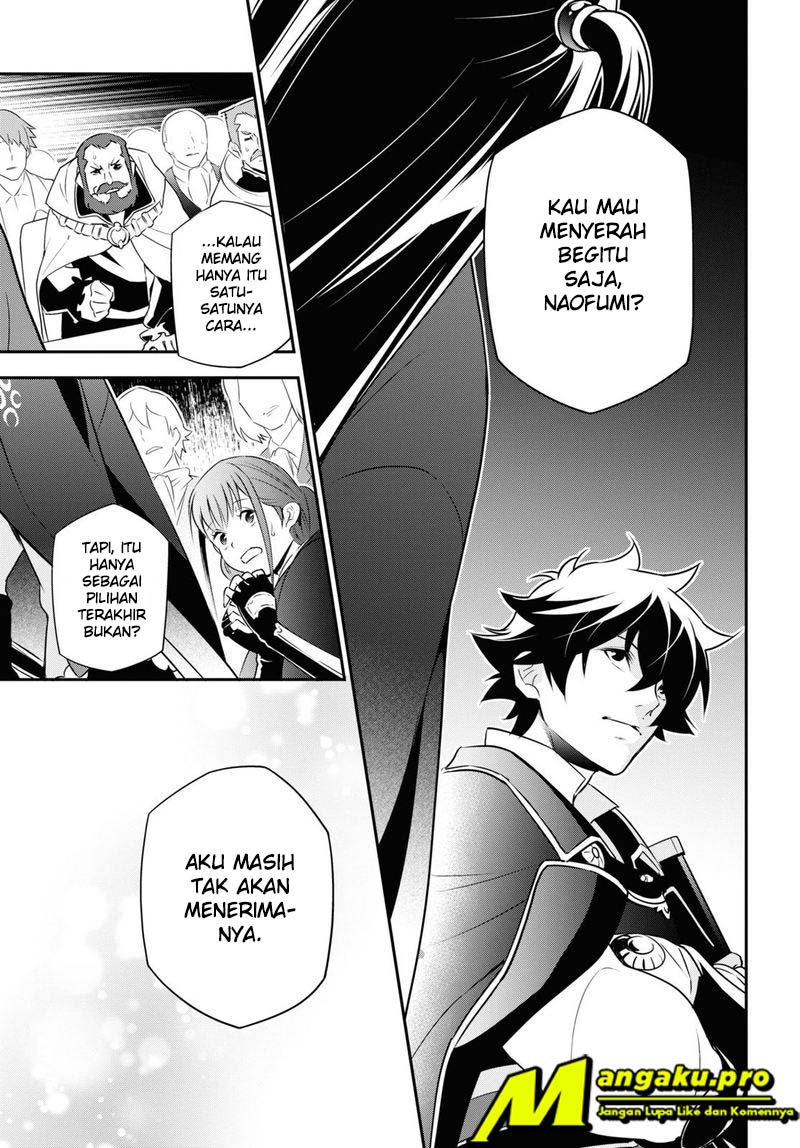 KAU MAU
MENYERAH
BEGITU
SAJA,
NAOFUMI?
...KALAU
MEMANG
HANYA ITU
SATU-
SATUNYA
CARA...
TAPI, ITU
HANYA
SEBAGAI
PILIHAN
TERAKHIR
BUKAN?
AKU MASIH
TAK AKAN
MENERIMA-
NYA.
Mangaku.pro
Jangan Lupa Like dan Komennya